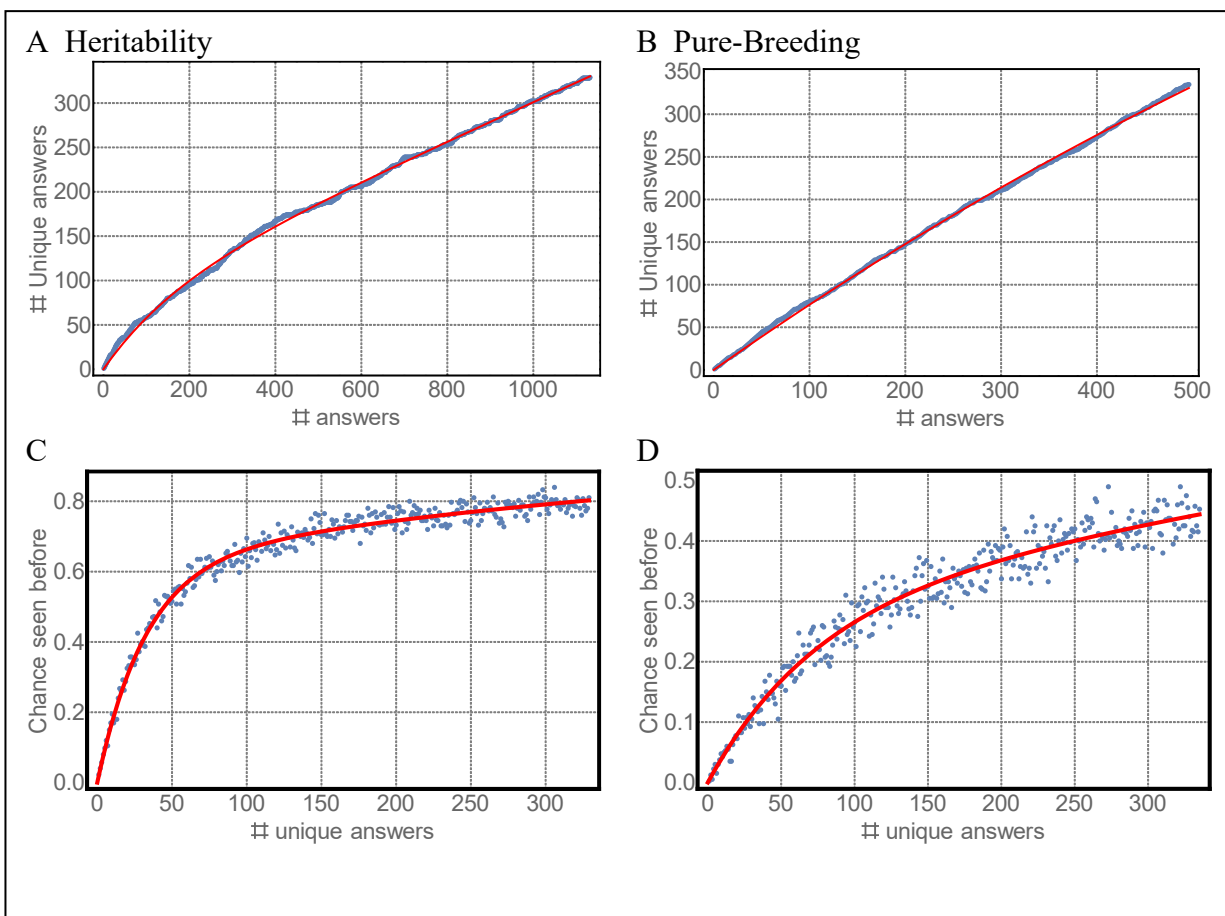 A Heritability
300
250
200
150
100
50
0
# Unique answers
0 200 400 600 800 1000
# answers
B Pure-Breeding
350
300
250
200
150
100
50
0
# Unique answers
0 100 200 300 400 500
# answers
C
0.8
0.6
0.4
0.2
0.0
Chance seen before
0 50 100 150 200 250 300
# unique answers
D
0.5
0.4
0.3
0.2
0.1
0.0
Chance seen before
0 50 100 150 200 250 300
# unique answers